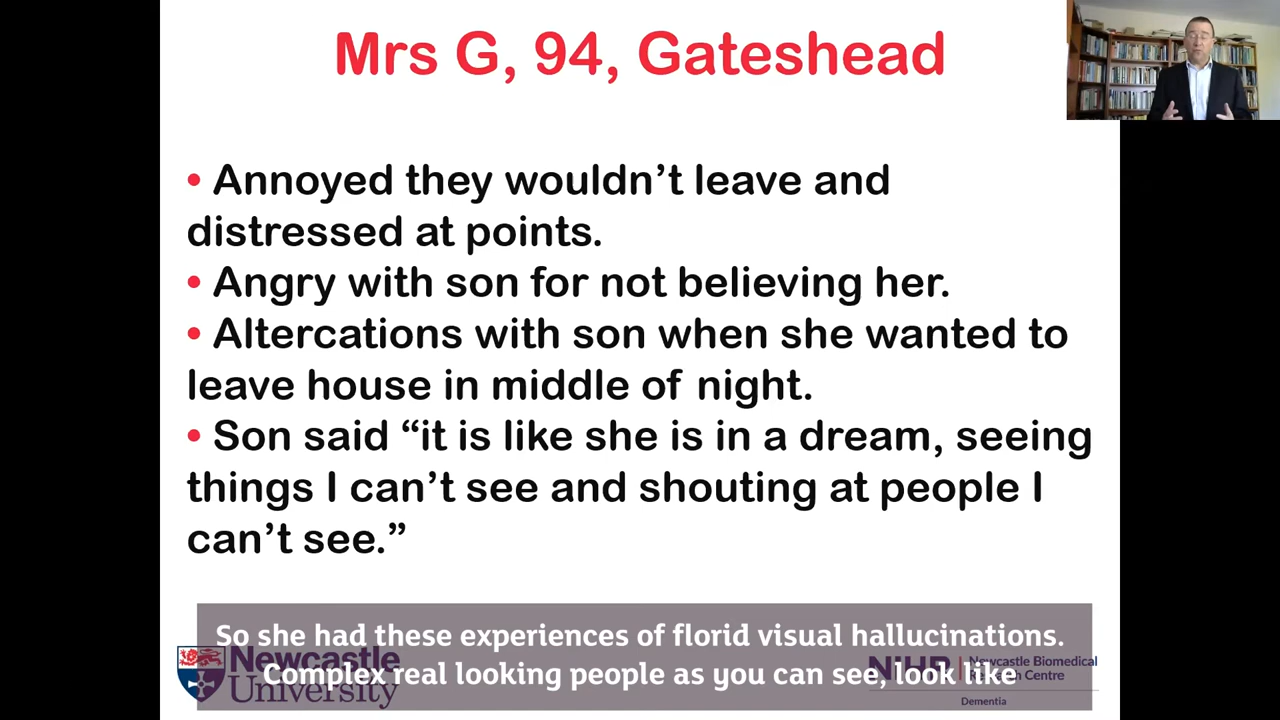 Mrs G, 94, Gateshead
• Annoyed they wouldn’t leave and
distressed at points.
• Angry with son for not believing her.
• Altercations with son when she wanted to
leave house in middle of night.
• Son said “it is like she is in a dream, seeing
things I can’t see and shouting at people I
can’t see.”
So she had these experiences of florid visual hallucinations.
Complex real looking people as you can see, look like
Newcastle
University
NIHR | Newcastle Biomedical
Research Centre
Dementia